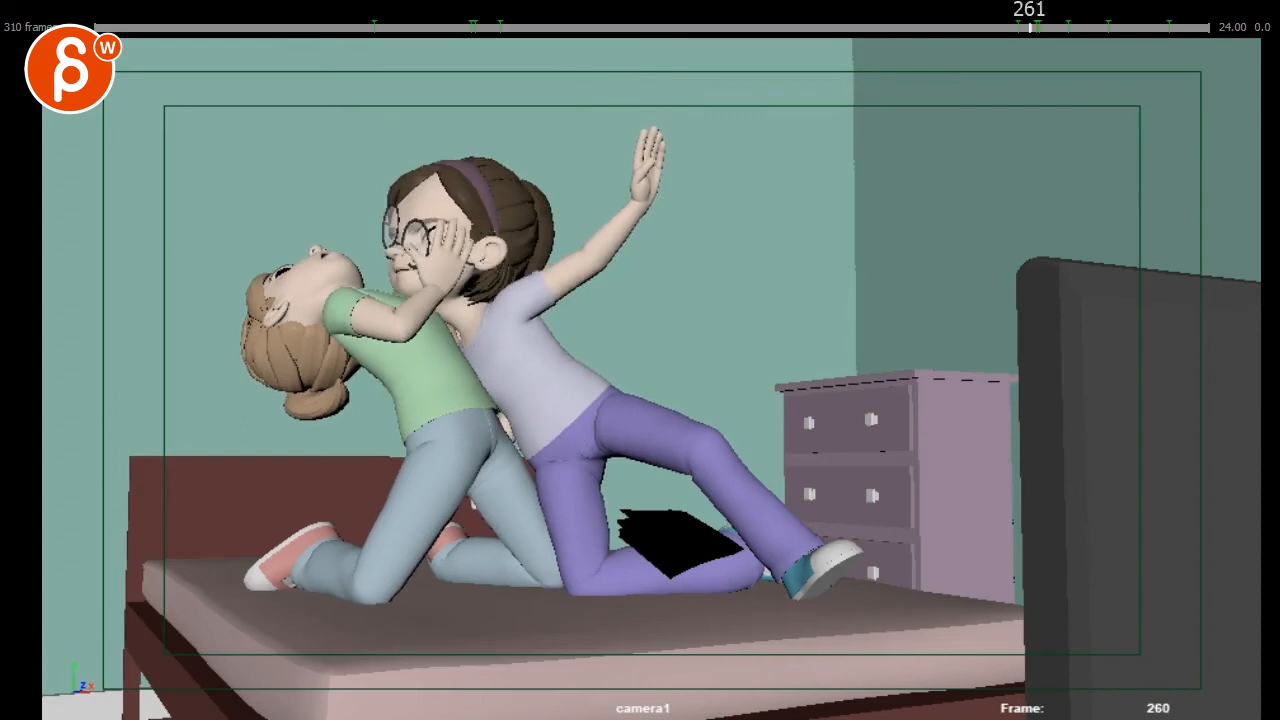 261
310 frames
24.00 0.0
W
z x
camera1
Frame: 260